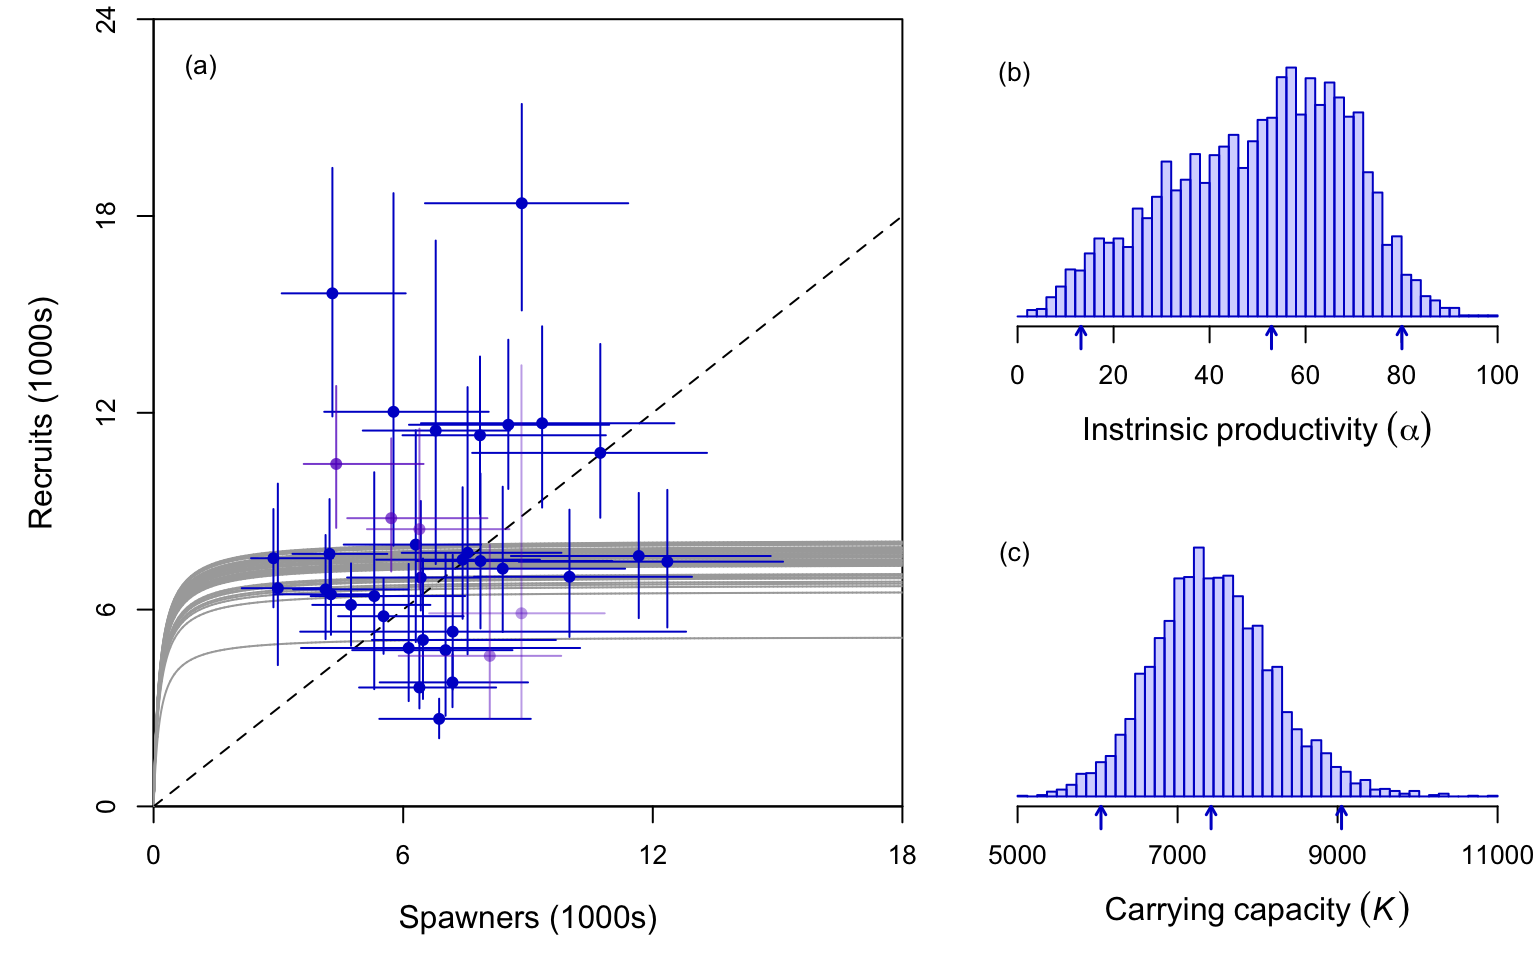 (a)
24
18
12
6
0
Recruits (1000s)
0 6 12 18
Spawners (1000s)
(b)
0 20 40 60 80 100
Instrinsic productivity (α)
(c)
5000 7000 9000 11000
Carrying capacity (K)